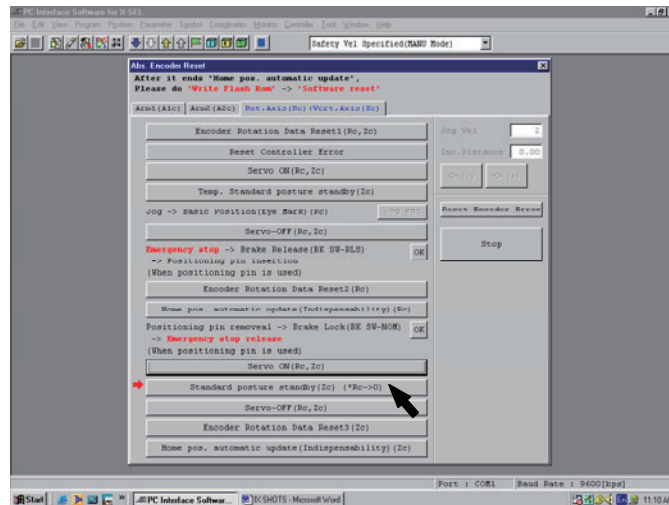 PC Interface Software for X-SEL
File Edit View Program Position Parameter Symbol Coordinates Monitor Controller Tool Window Help
Safety Vel Specified(MANU Mode)
Abs. Encoder Reset
After it ends "Home pos. automatic update",
Please do "Write Flash Rom" -> "Software reset"
Arm1(A1c) Arm2(A2c) Rot.Axis(Rc)+Vert.Axis(Zc)
Encoder Rotation Data Reset1(Rc,Zc)
Jog Vel 2
Reset Controller Error
Inc.Distance 0.00
Servo ON(Rc,Zc)
Temp. Standard posture standby(Zc)
Jog -> Basic Position(Eye Mark)(Rc) Jog end
Reset Encoder Error
Servo-OFF(Rc,Zc)
Stop
Emergency stop -> Brake Release(BK SW-RLS) OK
-> Positioning pin insertion
(When positioning pin is used)
Encoder Rotation Data Reset2(Rc)
Home pos. automatic update(Indispensability)(Rc)
Positioning pin removeal -> Brake Lock(BK SW-NOM) OK
-> Emergency stop release
(When positioning pin is used)
Servo ON(Rc,Zc)
Standard posture standby(Zc) (*Rc->0)
Servo-OFF(Rc,Zc)
Encoder Rotation Data Reset3(Zc)
Home pos. automatic update(Indispensability)(Zc)
Port : COM1 Baud Rate : 9600[bps]
Start PC Interface Softwar... IX SHOTS - Microsoft Word 11:10 AM